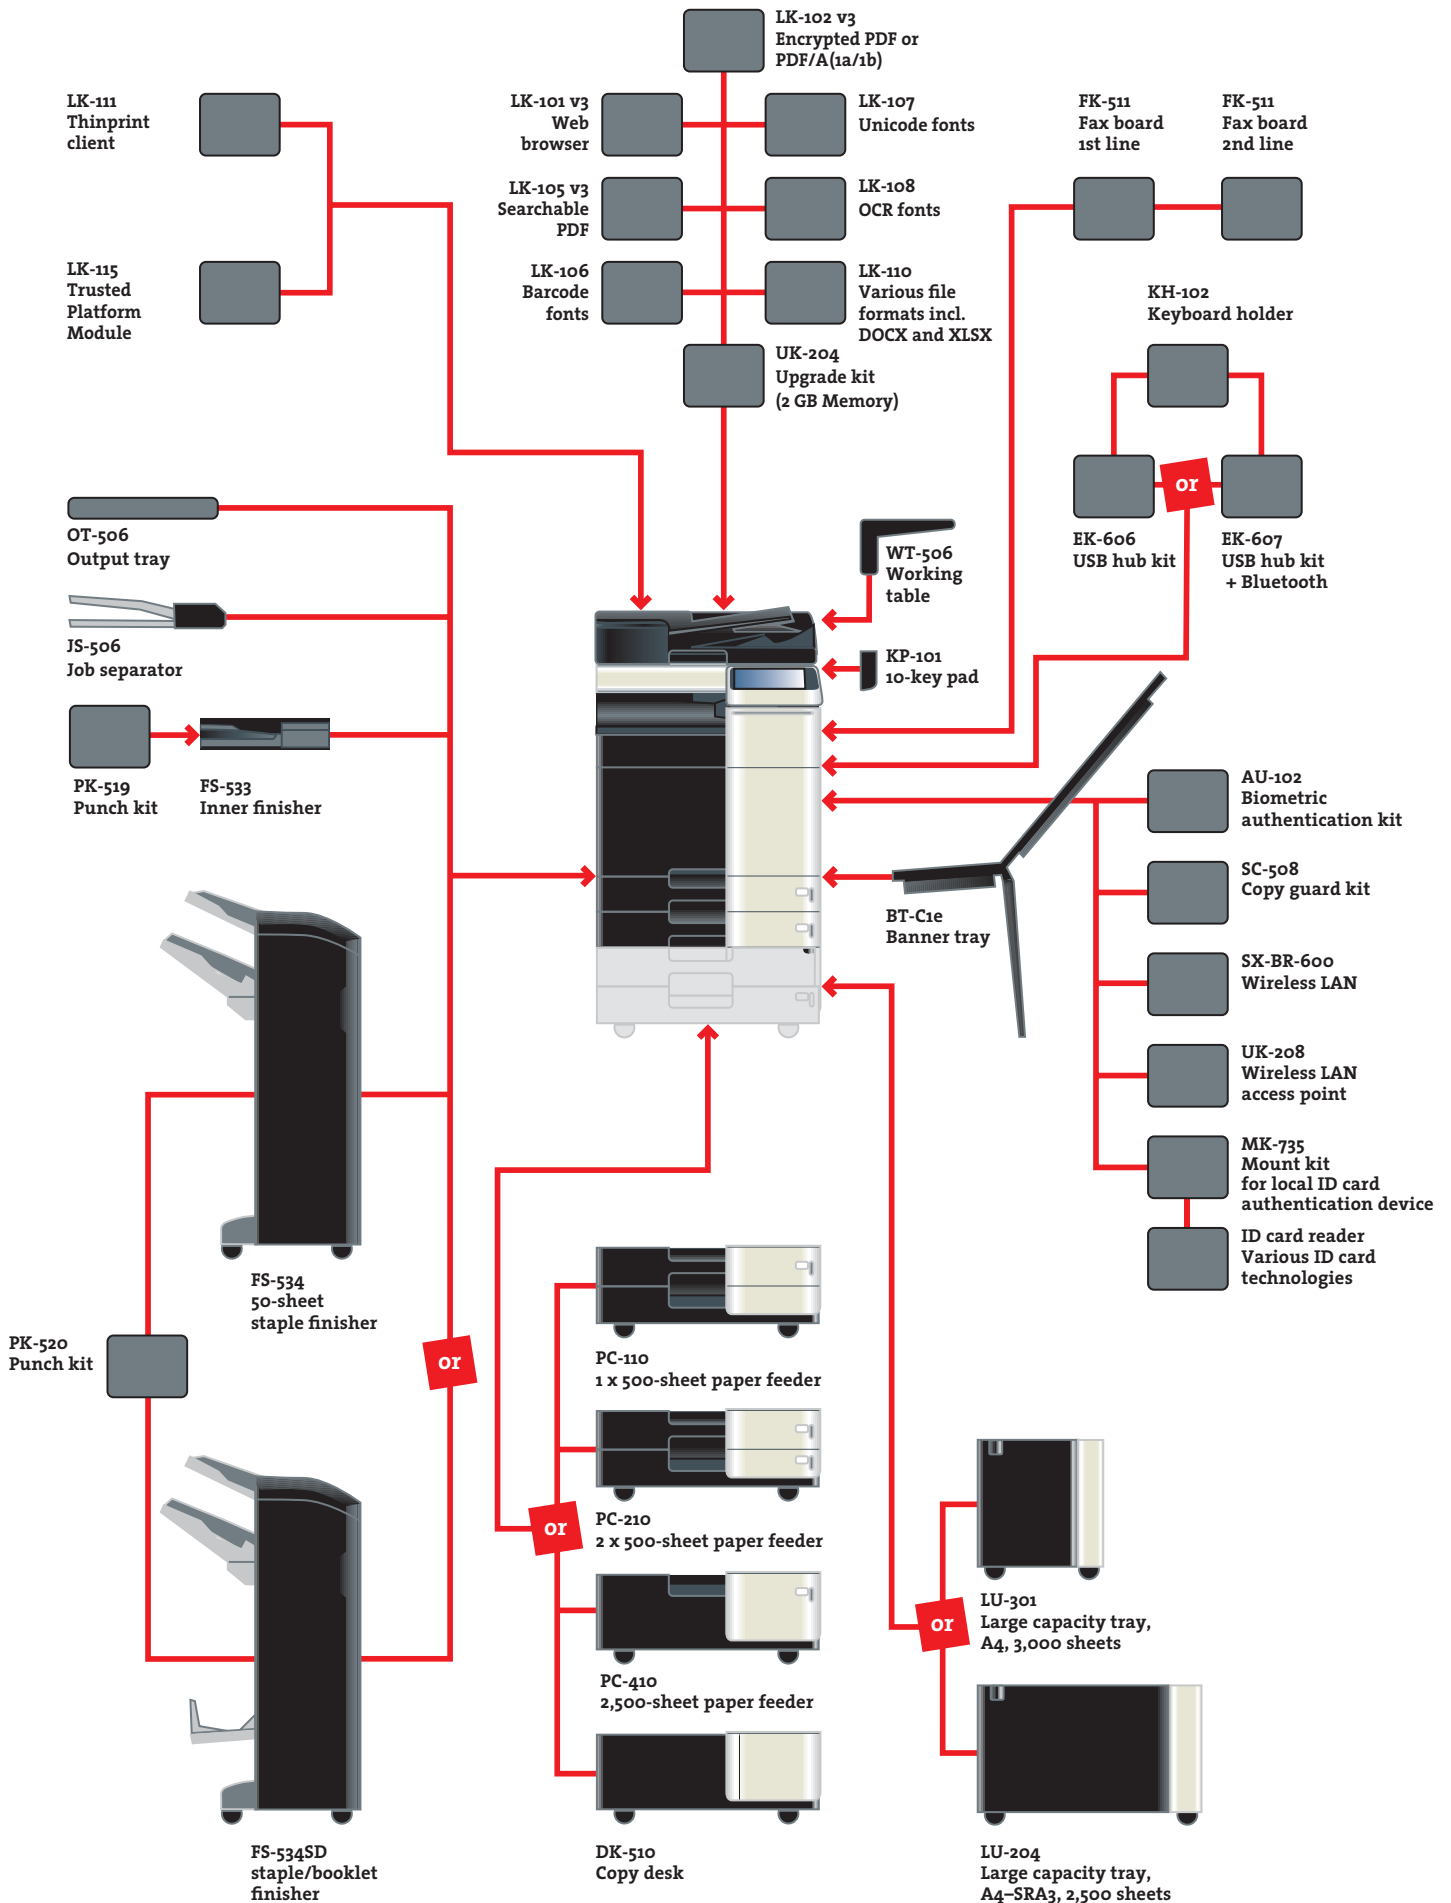 LK-102 v3
Encrypted PDF or
PDF/A(1a/1b)
LK-111
Thinprint
client
LK-101 v3
Web
browser
LK-107
Unicode fonts
FK-511
Fax board
1st line
FK-511
Fax board
2nd line
LK-105 v3
Searchable
PDF
LK-108
OCR fonts
LK-115
Trusted
Platform
Module
LK-106
Barcode
fonts
LK-110
Various file
formats incl.
DOCX and XLSX
KH-102
Keyboard holder
UK-204
Upgrade kit
(2 GB Memory)
or
EK-606
USB hub kit
EK-607
USB hub kit
+ Bluetooth
OT-506
Output tray
WT-506
Working
table
JS-506
Job separator
KP-101
10-key pad
PK-519
Punch kit
FS-533
Inner finisher
AU-102
Biometric
authentication kit
SC-508
Copy guard kit
BT-C1e
Banner tray
SX-BR-600
Wireless LAN
UK-208
Wireless LAN
access point
MK-735
Mount kit
for local ID card
authentication device
ID card reader
Various ID card
technologies
FS-534
50-sheet
staple finisher
PK-520
Punch kit
or
PC-110
1 x 500-sheet paper feeder
PC-210
2 x 500-sheet paper feeder
or
PC-410
2,500-sheet paper feeder
LU-301
Large capacity tray,
A4, 3,000 sheets
or
FS-534SD
staple/booklet
finisher
DK-510
Copy desk
LU-204
Large capacity tray,
A4–SRA3, 2,500 sheets